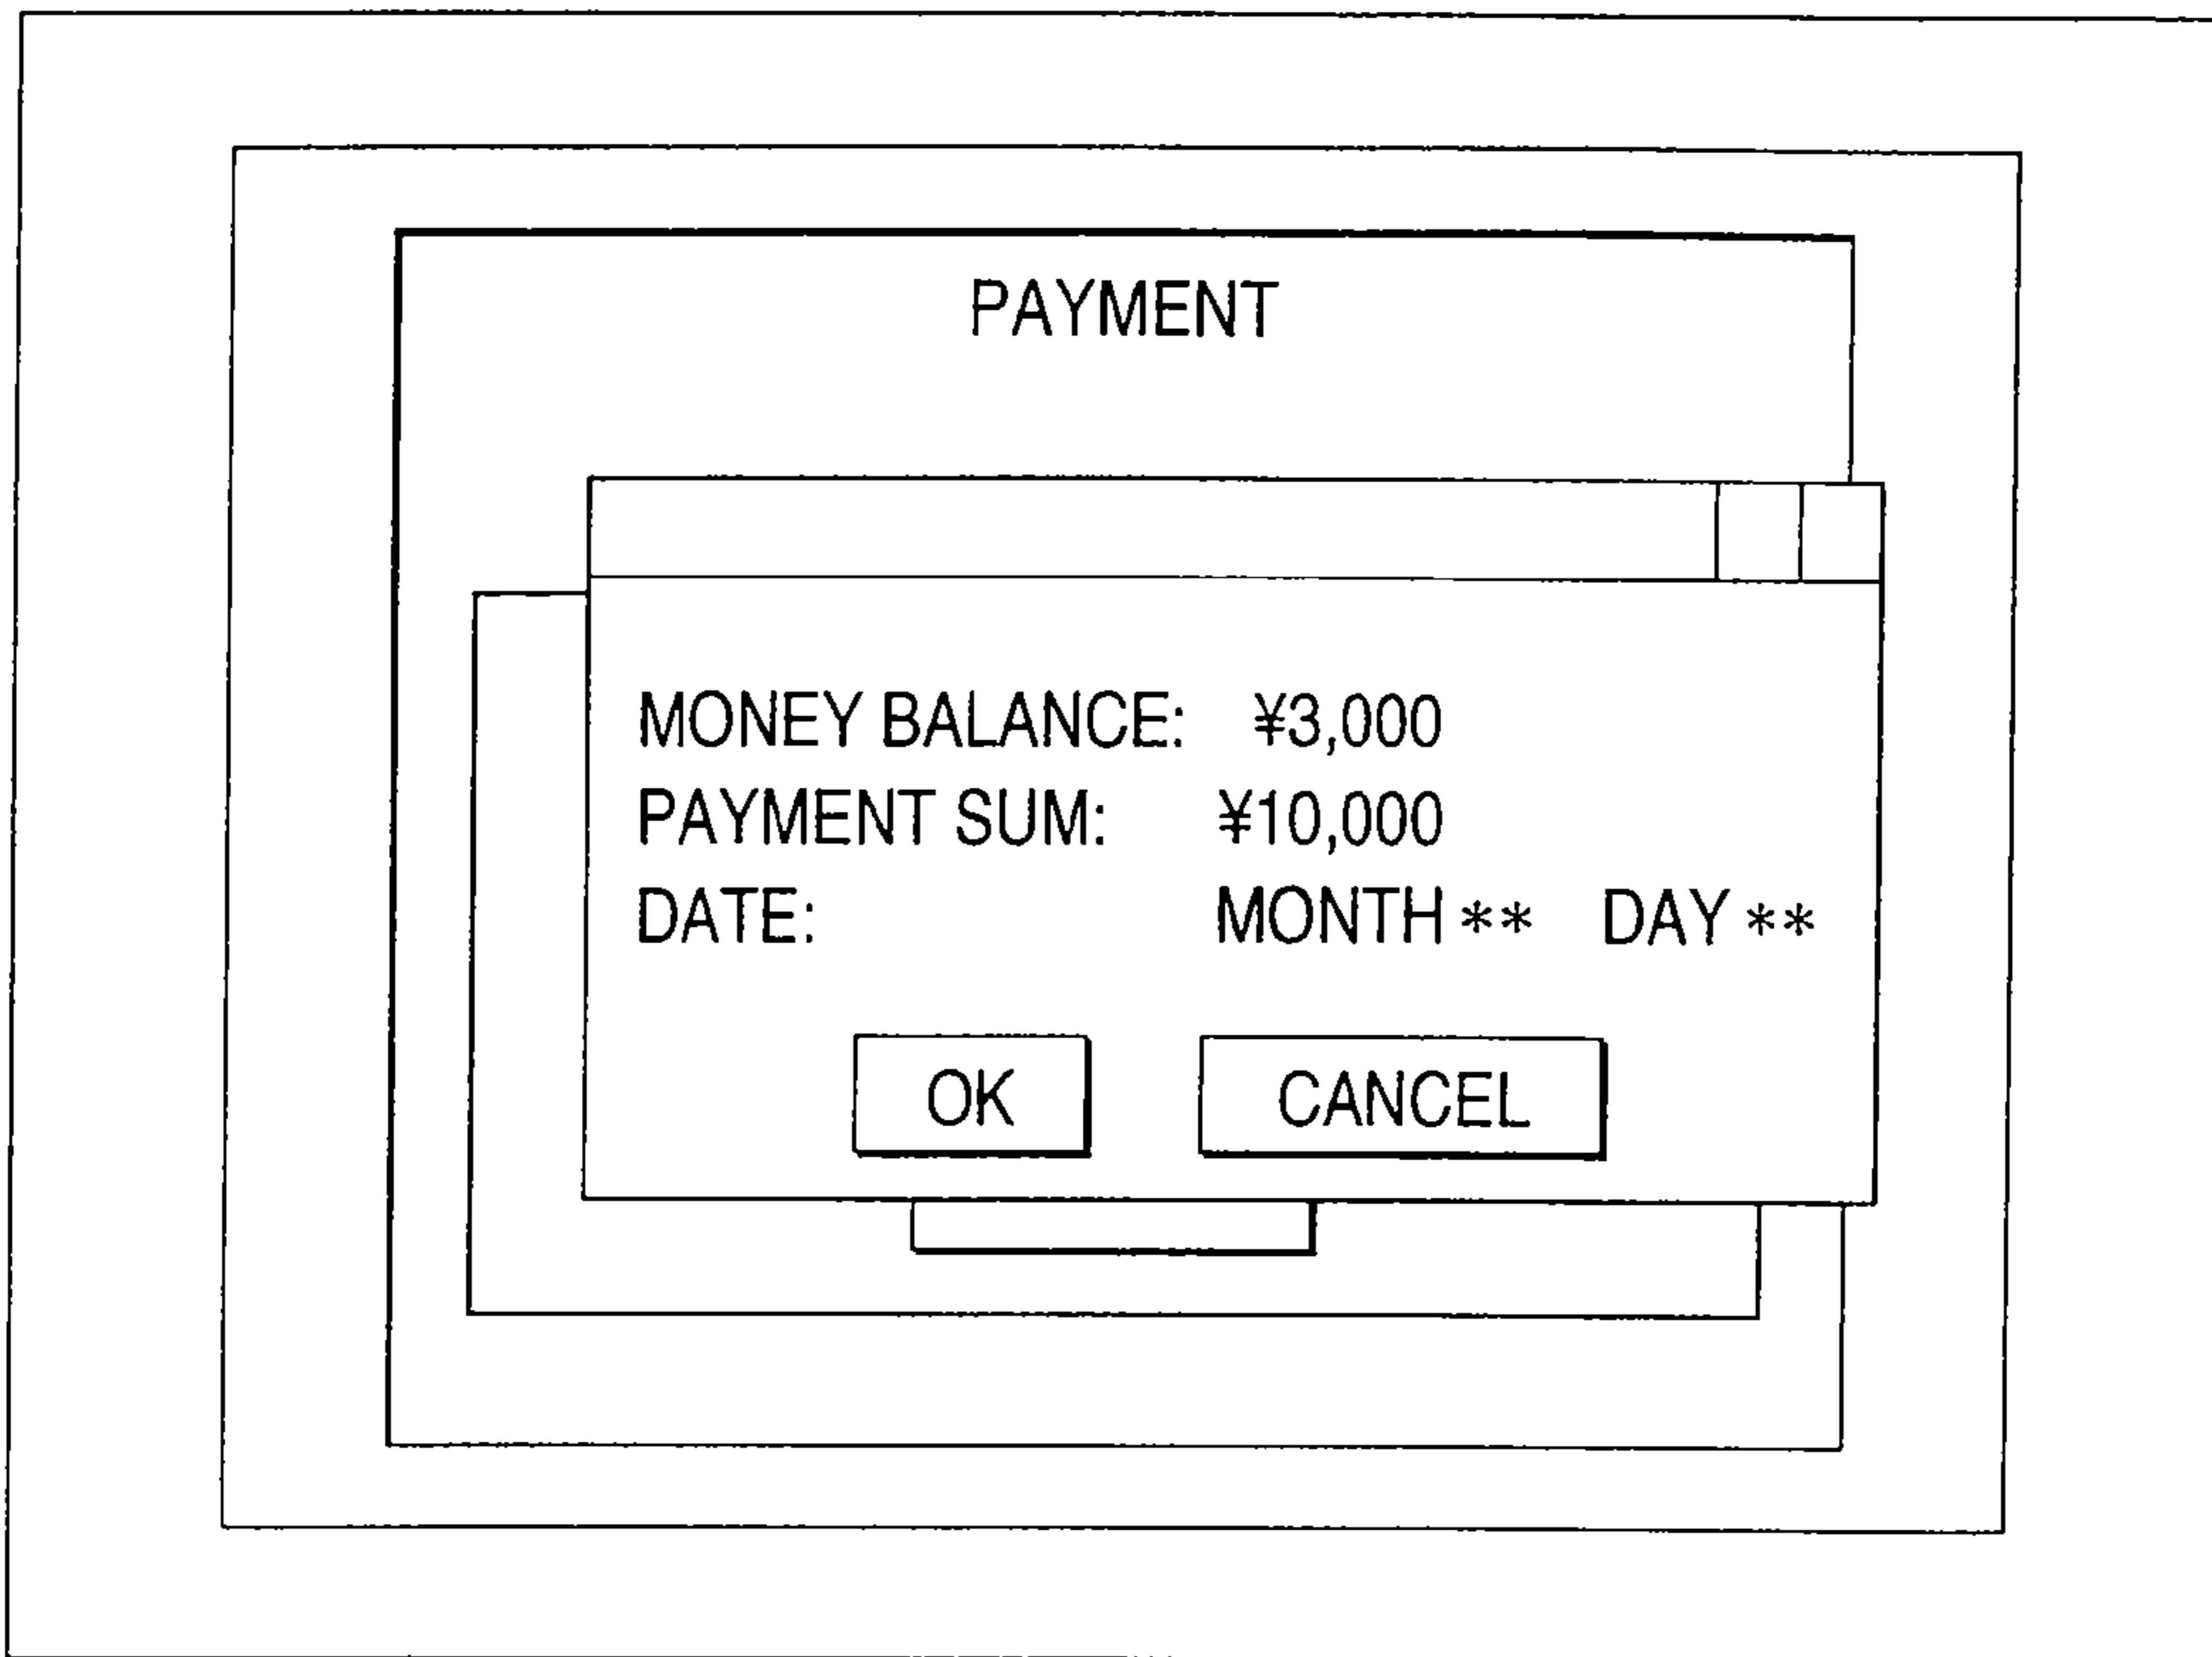 PAYMENT
MONEY BALANCE: ¥3,000
PAYMENT SUM: ¥10,000
DATE: MONTH ** DAY **
OK CANCEL